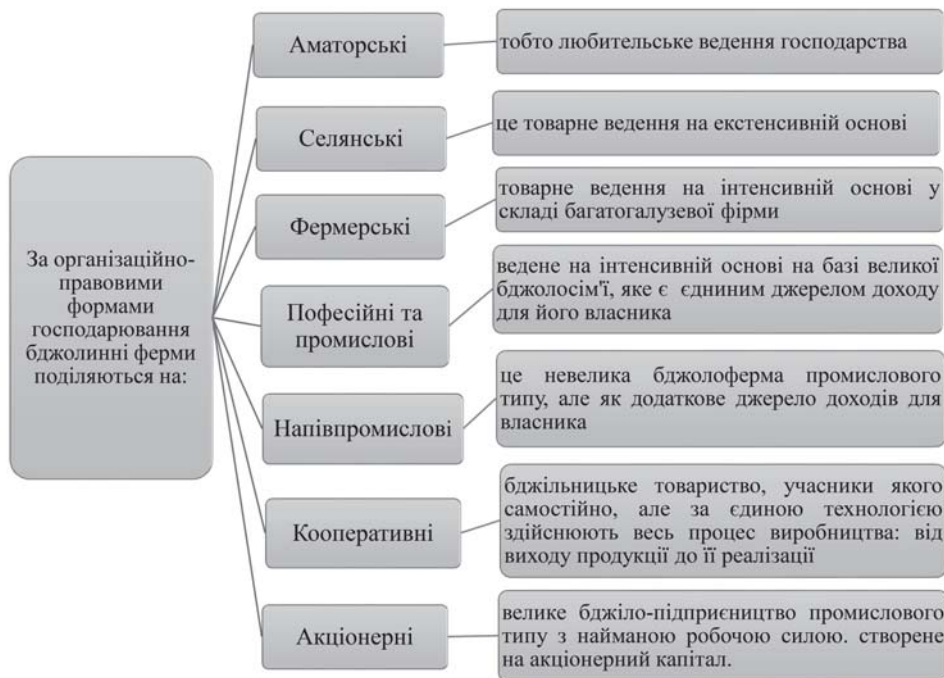 За організаційно-
правовими
формами
господарювання
бджолинні ферми
поділяються на:
Аматорські
тобто любительське ведення господарства
Селянські
це товарне ведення на екстенсивній основі
Фермерські
товарне ведення на інтенсивній основі у
складі багатогалузевої фірми
Пофесійні та
промислові
ведене на інтенсивній основі на базі великої
бджолосім'ї, яке є єдниним джерелом доходу
для його власника
Напівпромислові
це невелика бджолоферма промислового
типу, але як додаткове джерело доходів для
власника
Кооперативні
бджільницьке товариство, учасники якого
самостійно, але за єдиною технологією
здійснюють весь процес виробництва: від
виходу продукції до її реалізації
Акціонерні
велике бджіло-підприєництво промислового
типу з найманою робочою силою. створене
на акціонерний капітал.